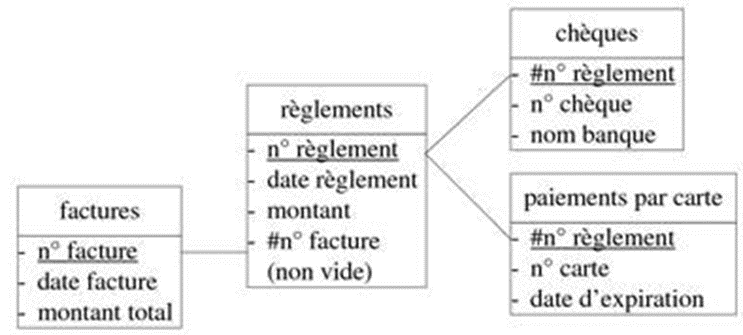 chèques
- #n° règlement
- n° chèque
- nom banque
règlements
- n° règlement
- date règlement
- montant
- #n° facture
(non vide)
paiements par carte
- #n° règlement
- n° carte
- date d'expiration
factures
- n° facture
- date facture
- montant total